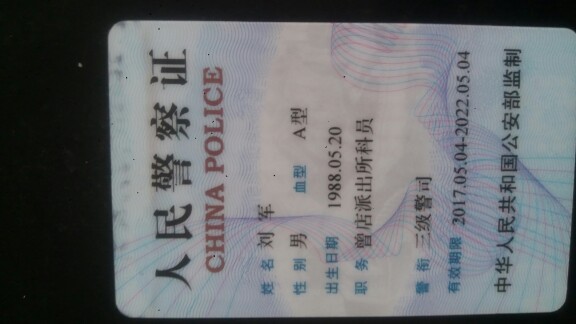 人民警察证
CHINA POLICE
姓 名 刘 军
性 别 男 血型 A型
出生日期 1988.05.20
职 务 曾店派出所科员
警 衔 三级警司
有效期限 2017.05.04-2022.05.04
中华人民共和国公安部监制